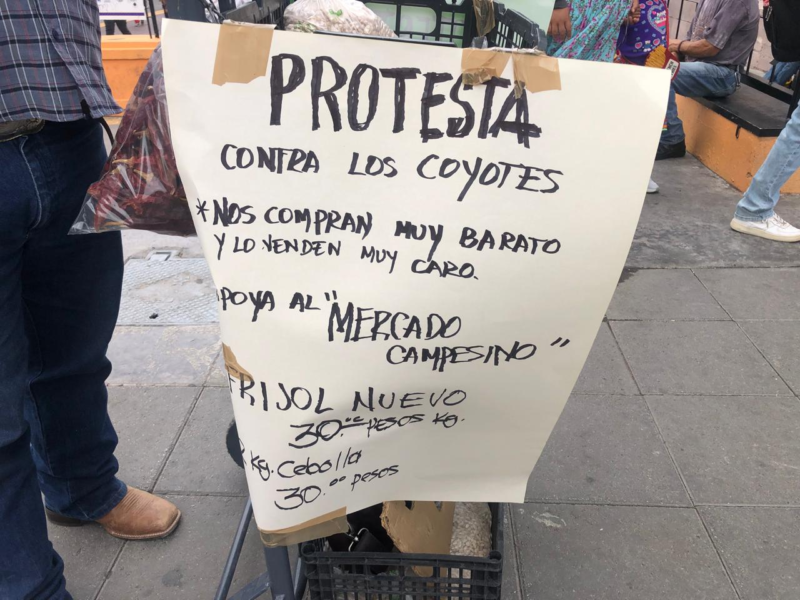 PROTESTA
CONTRA LOS COYOTES
*NOS COMPRAN MUY BARATO
Y LO VENDEN MUY CARO.
POYA AL "MERCADO
CAMPESINO"
FRIJOL NUEVO
30.00 PESOS KG.
Kg. Cebolla
30.00 PESOS